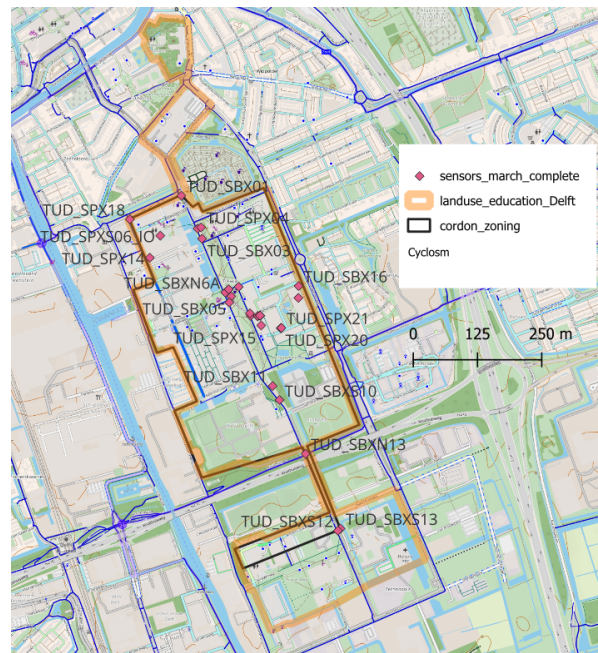 sensors_march_complete
landuse_education_Delft
cordon_zoning
Cyclosm
0 125 250 m
TUD_SBX01
TUD_SPX18
TUD_SPX04
TUD_SPXS06_IO
TUD_SBX03
TUD_SPX14
TUD_SBXN6A
TUD_SBX16
TUD_SBX05
TUD_SPX21
TUD_SPX15
TUD_SPX20
TUD_SBX11
TUD_SBXS10
TUD_SBXN13
TUD_SBXS12
TUD_SBXS13